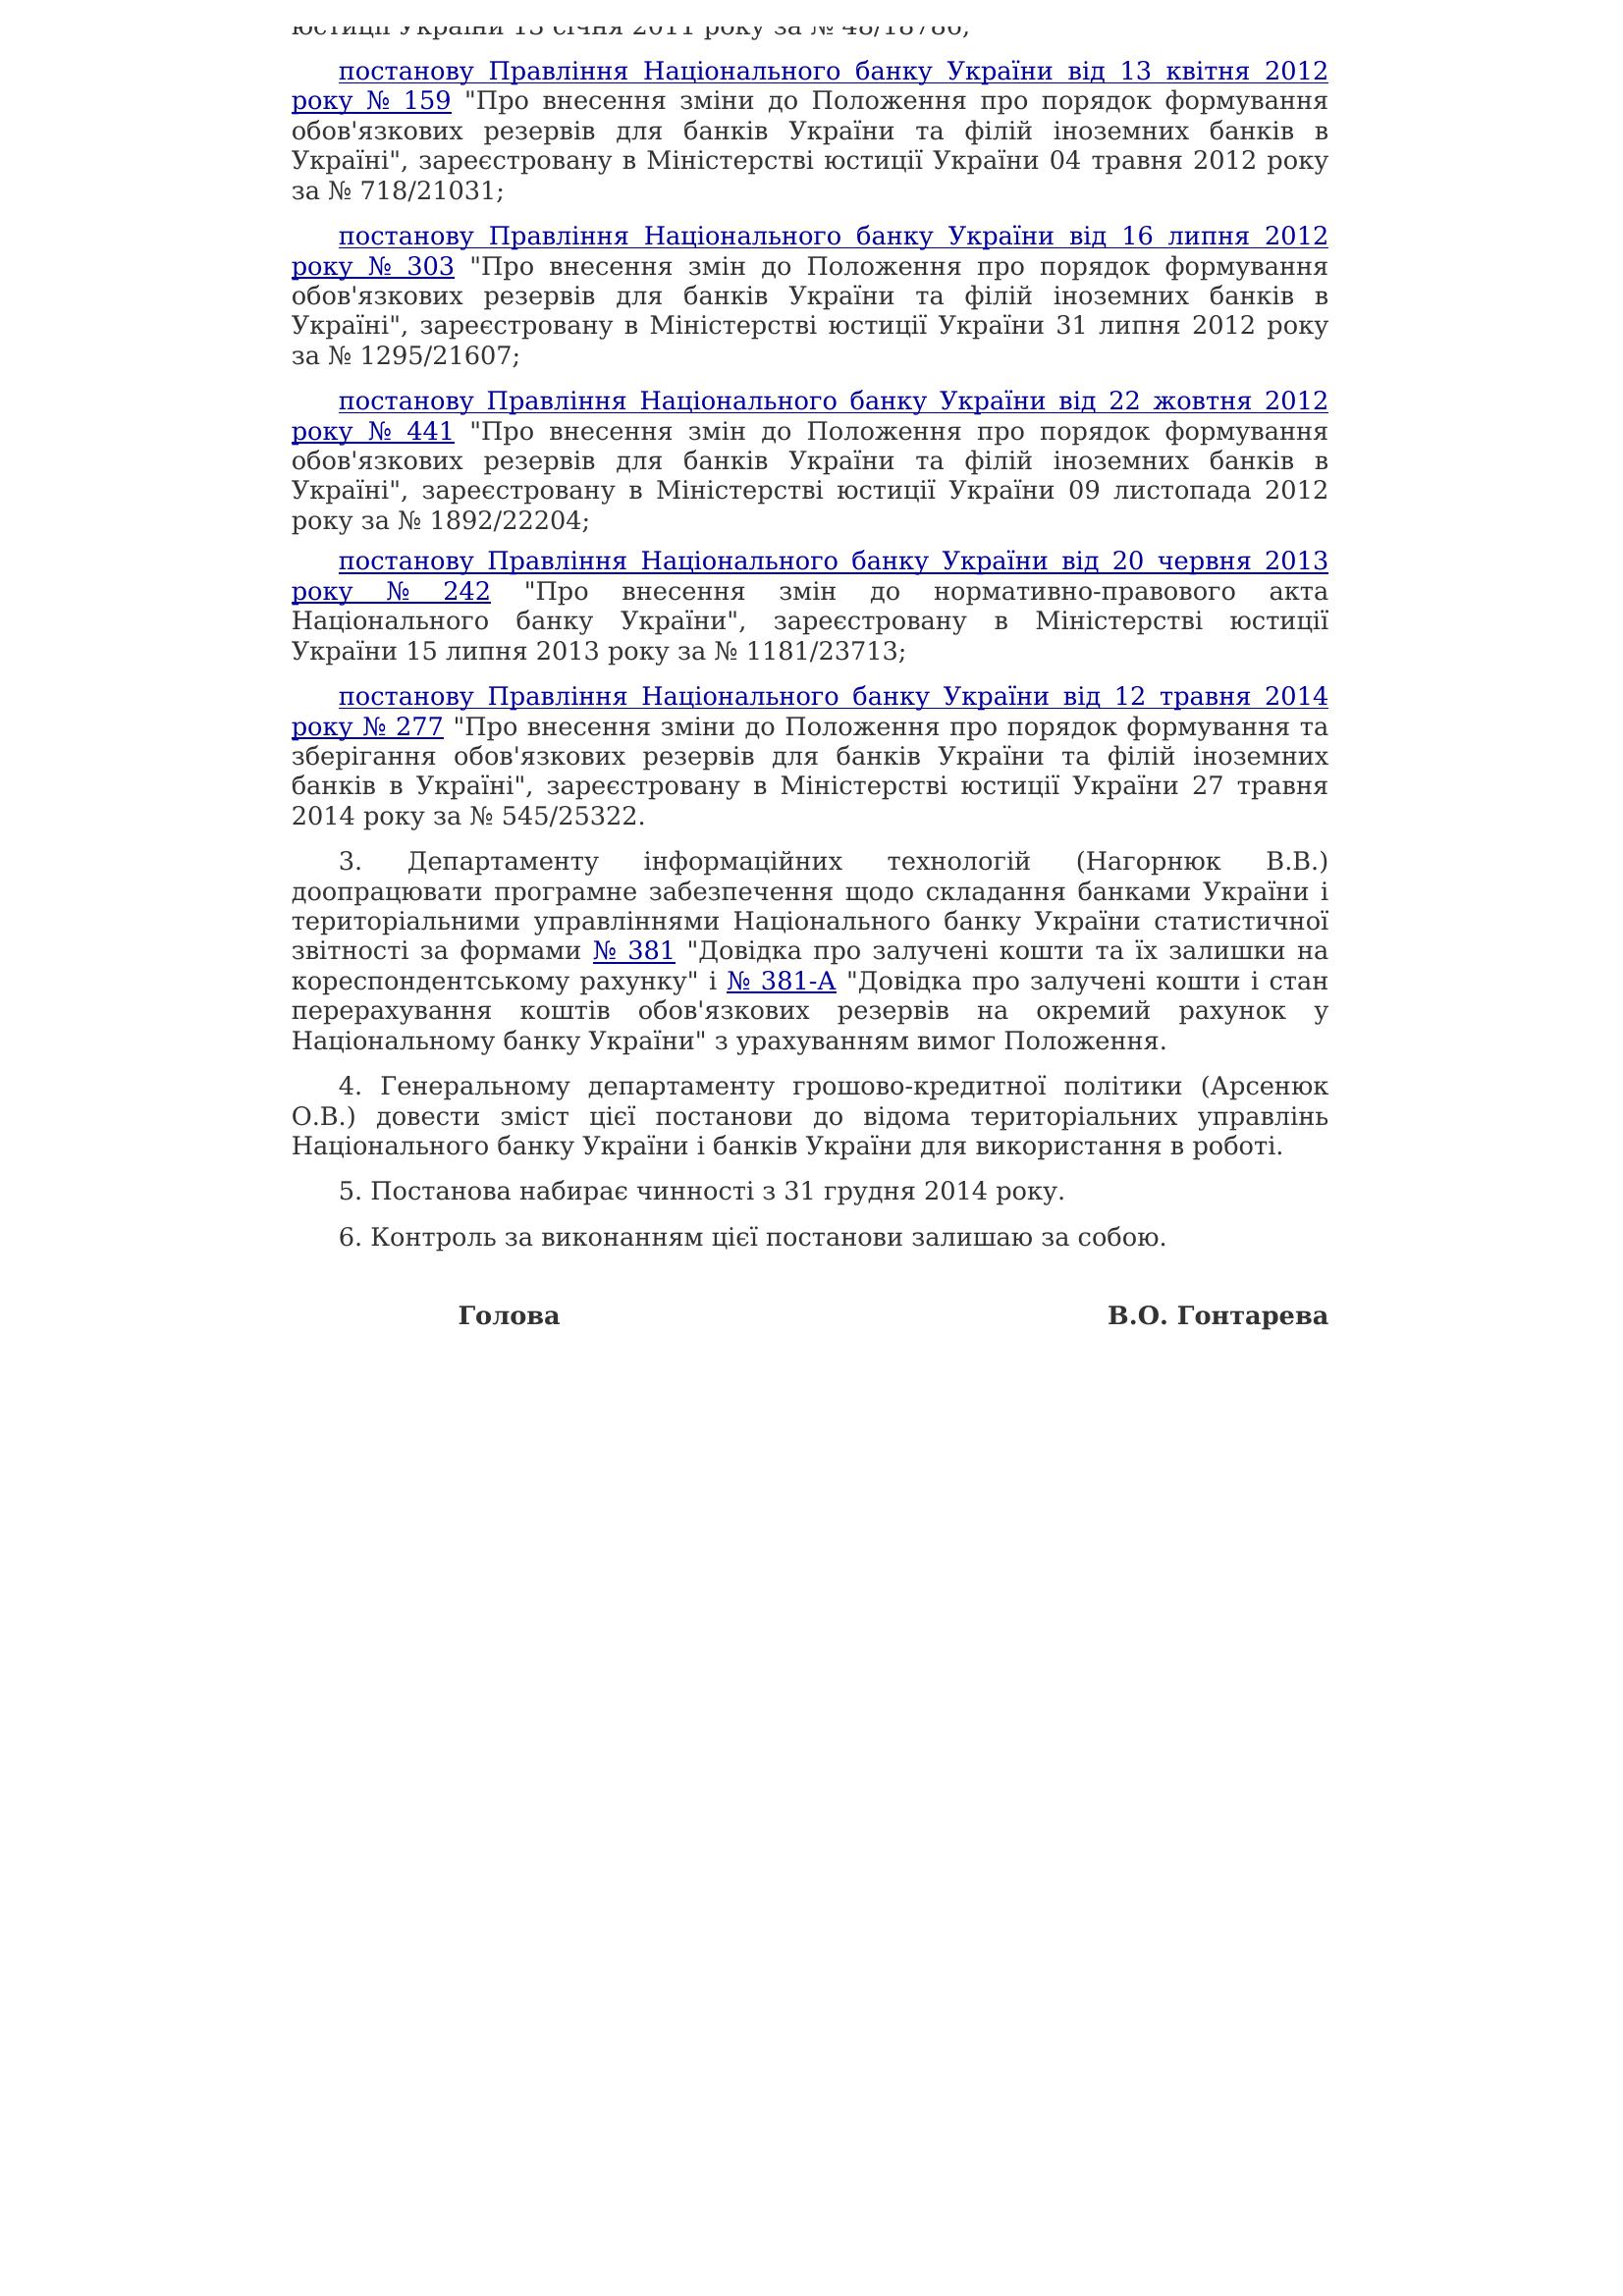 юстиції України 13 січня 2011 року за № 48/18786;
постанову Правління Національного банку України від 13 квітня 2012
року № 159 "Про внесення зміни до Положення про порядок формування
обов'язкових резервів для банків України та філій іноземних банків в
Україні", зареєстровану в Міністерстві юстиції України 04 травня 2012 року
за № 718/21031;
постанову Правління Національного банку України від 16 липня 2012
року № 303 "Про внесення змін до Положення про порядок формування
обов'язкових резервів для банків України та філій іноземних банків в
Україні", зареєстровану в Міністерстві юстиції України 31 липня 2012 року
за № 1295/21607;
постанову Правління Національного банку України від 22 жовтня 2012
року № 441 "Про внесення змін до Положення про порядок формування
обов'язкових резервів для банків України та філій іноземних банків в
Україні", зареєстровану в Міністерстві юстиції України 09 листопада 2012
року за № 1892/22204;
постанову Правління Національного банку України від 20 червня 2013
року № 242 "Про внесення змін до нормативно-правового акта
Національного банку України", зареєстровану в Міністерстві юстиції
України 15 липня 2013 року за № 1181/23713;
постанову Правління Національного банку України від 12 травня 2014
року № 277 "Про внесення зміни до Положення про порядок формування та
зберігання обов'язкових резервів для банків України та філій іноземних
банків в Україні", зареєстровану в Міністерстві юстиції України 27 травня
2014 року за № 545/25322.
3. Департаменту інформаційних технологій (Нагорнюк В.В.)
доопрацювати програмне забезпечення щодо складання банками України і
територіальними управліннями Національного банку України статистичної
звітності за формами № 381 "Довідка про залучені кошти та їх залишки на
кореспондентському рахунку" і № 381-А "Довідка про залучені кошти і стан
перерахування коштів обов'язкових резервів на окремий рахунок у
Національному банку України" з урахуванням вимог Положення.
4. Генеральному департаменту грошово-кредитної політики (Арсенюк
О.В.) довести зміст цієї постанови до відома територіальних управлінь
Національного банку України і банків України для використання в роботі.
5. Постанова набирає чинності з 31 грудня 2014 року.
6. Контроль за виконанням цієї постанови залишаю за собою.
Голова В.О. Гонтарева